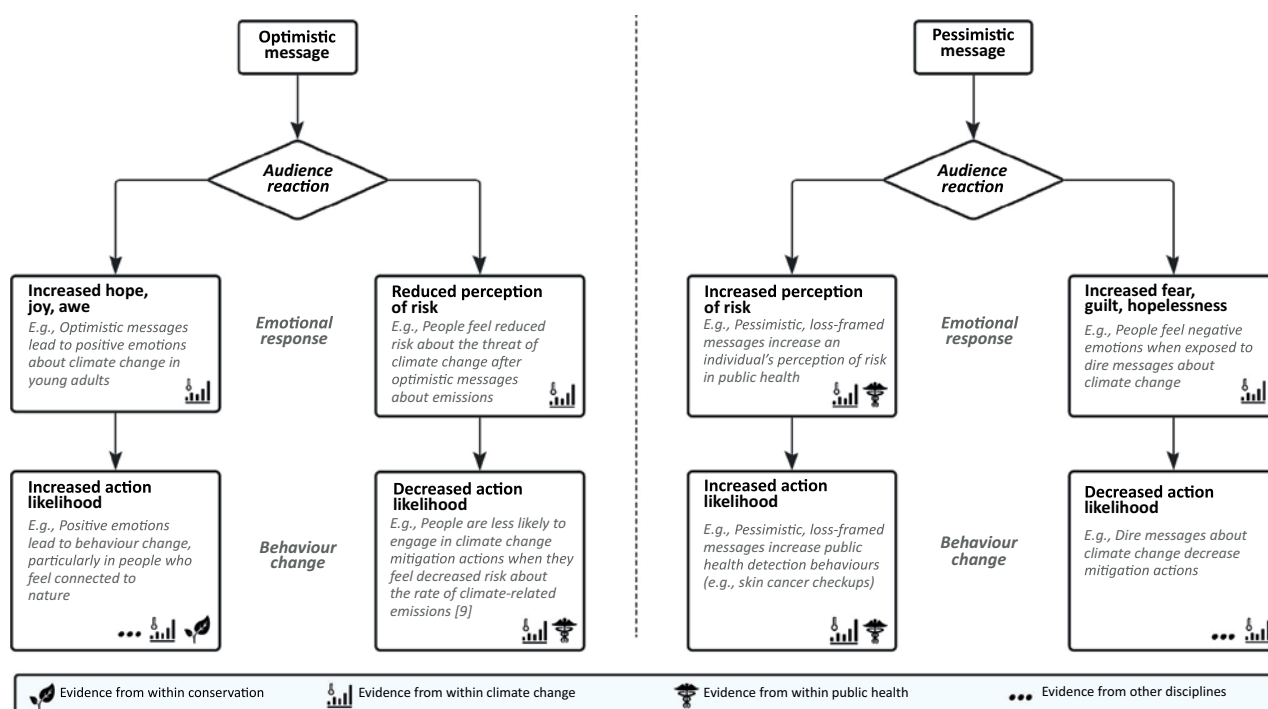 Optimistic
message
Audience
reaction
Increased hope,
joy, awe
E.g., Optimistic messages
lead to positive emotions
about climate change in
young adults
Emotional
response
Reduced perception
of risk
E.g., People feel reduced
risk about the threat of
climate change after
optimistic messages
about emissions
Increased action
likelihood
E.g., Positive emotions
lead to behaviour change,
particularly in people who
feel connected to
nature
Behaviour
change
Decreased action
likelihood
E.g., People are less likely to
engage in climate change
mitigation actions when they
feel decreased risk about
the rate of climate-related
emissions [9]
Pessimistic
message
Audience
reaction
Increased perception
of risk
E.g., Pessimistic, loss-framed
messages increase an
individual's perception of risk
in public health
Emotional
response
Increased fear,
guilt, hopelessness
E.g., People feel negative
emotions when exposed to
dire messages about
climate change
Increased action
likelihood
E.g., Pessimistic, loss-framed
messages increase public
health detection behaviours
(e.g., skin cancer checkups)
Behaviour
change
Decreased action
likelihood
E.g., Dire messages about
climate change decrease
mitigation actions
Evidence from within conservation
Evidence from within climate change
Evidence from within public health
Evidence from other disciplines